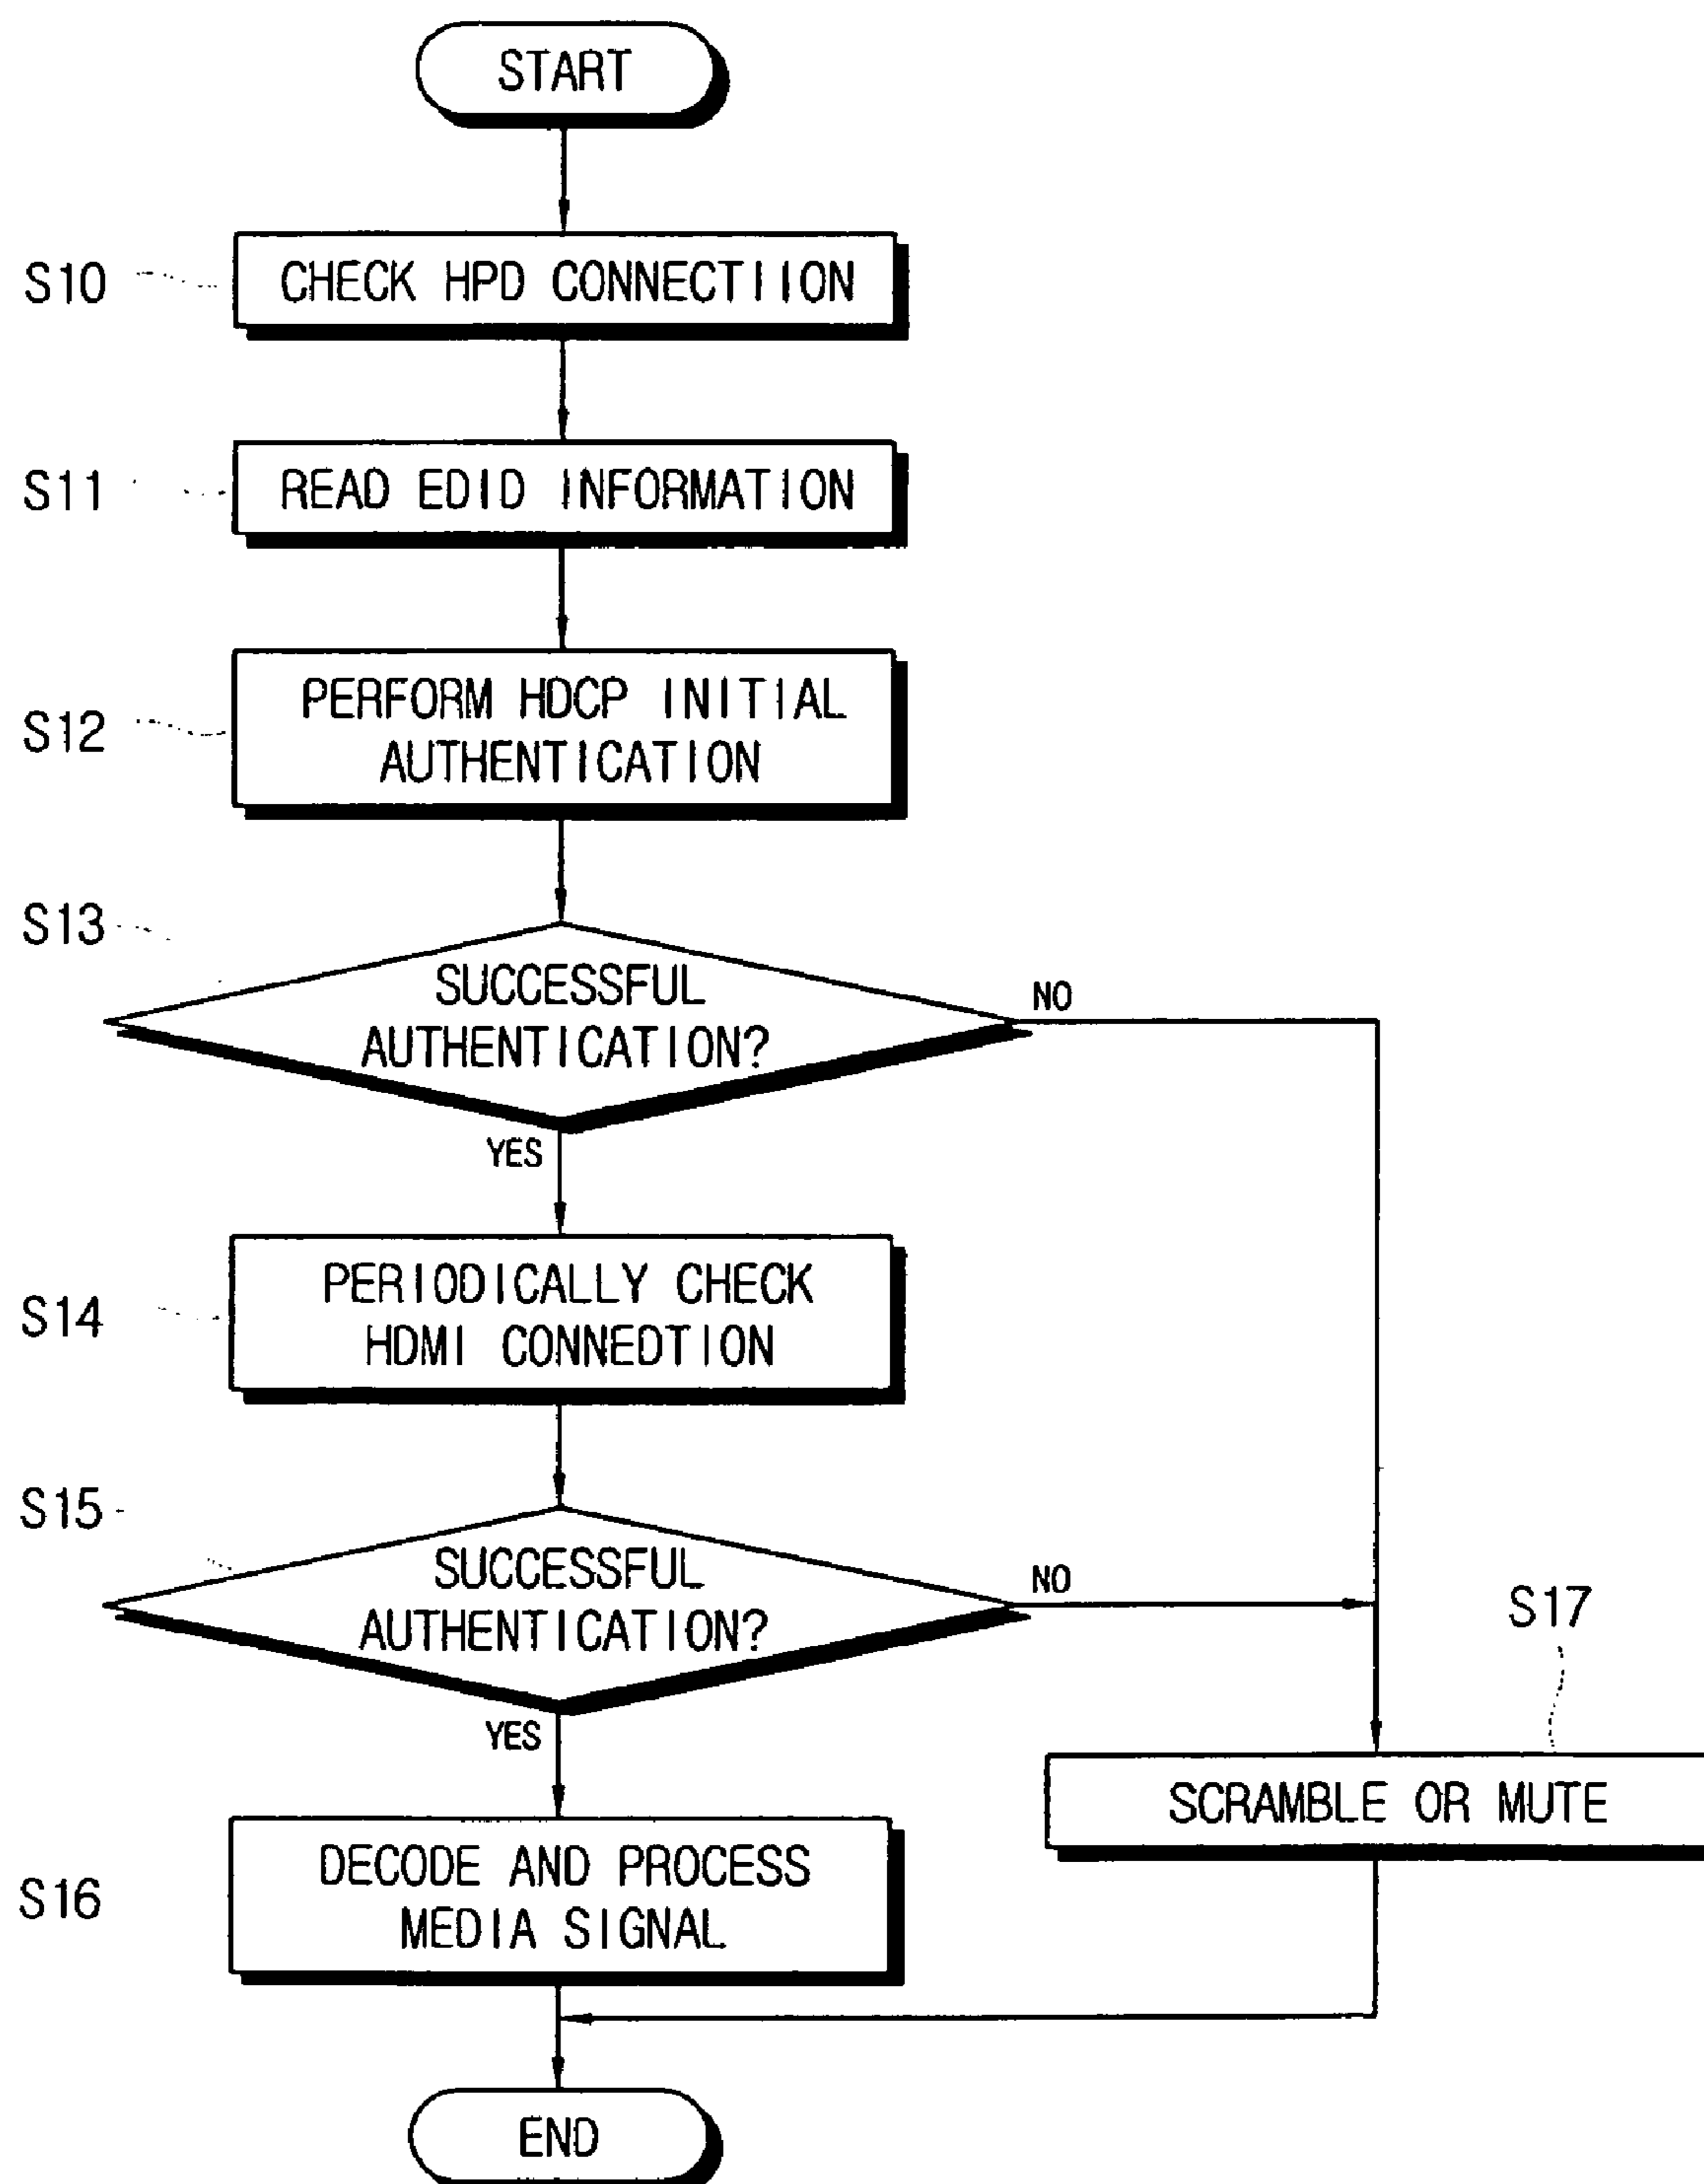 START
S10
CHECK HPD CONNECTIION
S11
READ EDID INFORMATION
S12
PERFORM HDCP INITIAL
AUTHENTICATION
S13
SUCCESSFUL
AUTHENTICATION?
NO
YES
S14
PERIODICALLY CHECK
HDMI CONNEDTION
S15
SUCCESSFUL
AUTHENTICATION?
NO
S17
YES
SCRAMBLE OR MUTE
S16
DECODE AND PROCESS
MEDIA SIGNAL
END